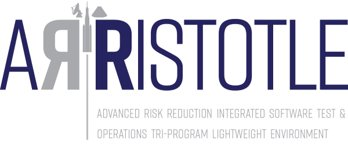 ARRISTOTLE
ADVANCED RISK REDUCTION INTEGRATED SOFTWARE TEST &
OPERATIONS TRI-PROGRAM LIGHTWEIGHT ENVIRONMENT